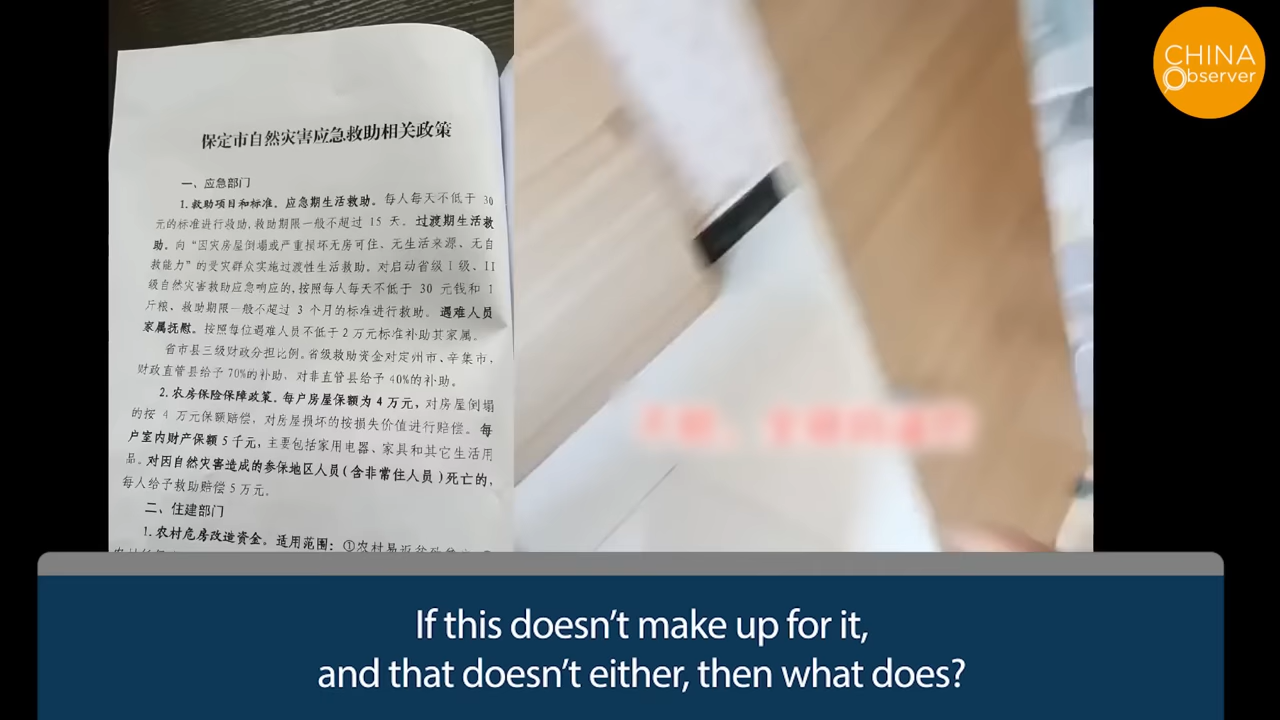 CHINA
Observer
保定市自然灾害应急救助相关政策
一、应急部门
1.救助项目和标准。应急期生活救助。每人每天不低于 30
元的标准进行救助,救助期限一般不超过 15 天。过渡期生活救
助。向“因灾房屋倒塌或严重损坏无房可住、无生活来源、无自
救能力”的受灾群众实施过渡性生活救助。对启动省级 I 级、II
级自然灾害救助应急响应的,按照每人每天不低于 30 元钱和 1
斤粮、救助期限一般不超过 3 个月的标准进行救助。遇难人员
家属抚慰。按照每位遇难人员不低于 2 万元标准补助其家属。
省市县三级财政分担比例。省级救助资金对定州市、辛集市,
财政直管县给予 70%的补助,对非直管县给予 40%的补助。
2.农房保险保障政策。每户房屋保额为 4 万元,对房屋倒塌
的按 4 万元保额赔偿,对房屋损坏的按损失价值进行赔偿。每
户室内财产保额 5 千元,主要包括家用电器、家具和其它生活用
品。对因自然灾害造成的参保地区人员(含非常住人员)死亡的,
每人给予救助赔偿 5 万元。
二、住建部门
1.农村危房改造资金。适用范围:①农村易返贫致贫
If this doesn't make up for it,
and that doesn't either, then what does?